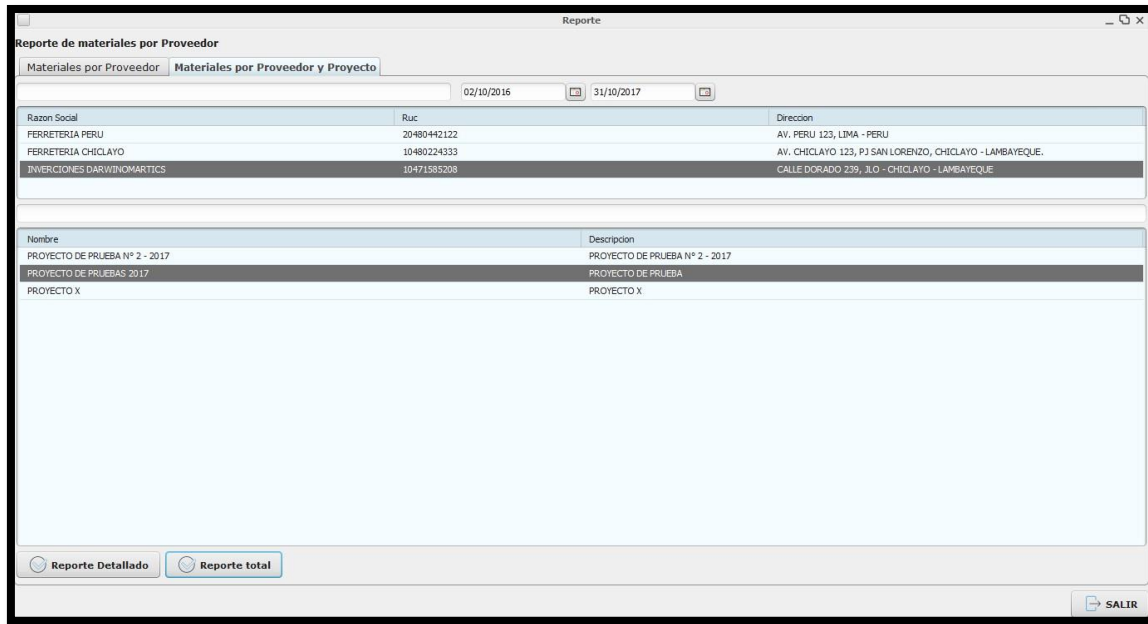 Reporte
Reporte de materiales por Proveedor
Materiales por Proveedor Materiales por Proveedor y Proyecto
02/10/2016 31/10/2017
Razon Social Ruc Direccion
FERRETERIA PERU 20480442122 AV. PERU 123, LIMA - PERU
FERRETERIA CHICLAYO 10480224333 AV. CHICLAYO 123, PJ SAN LORENZO, CHICLAYO - LAMBAYEQUE.
INVERCIONES DARWINOMARTICS 10471585208 CALLE DORADO 239, JLO - CHICLAYO - LAMBAYEQUE
Nombre Descripcion
PROYECTO DE PRUEBA Nº 2 - 2017 PROYECTO DE PRUEBA Nº 2 - 2017
PROYECTO DE PRUEBAS 2017 PROYECTO DE PRUEBA
PROYECTO X PROYECTO X
Reporte Detallado Reporte total
SALIR